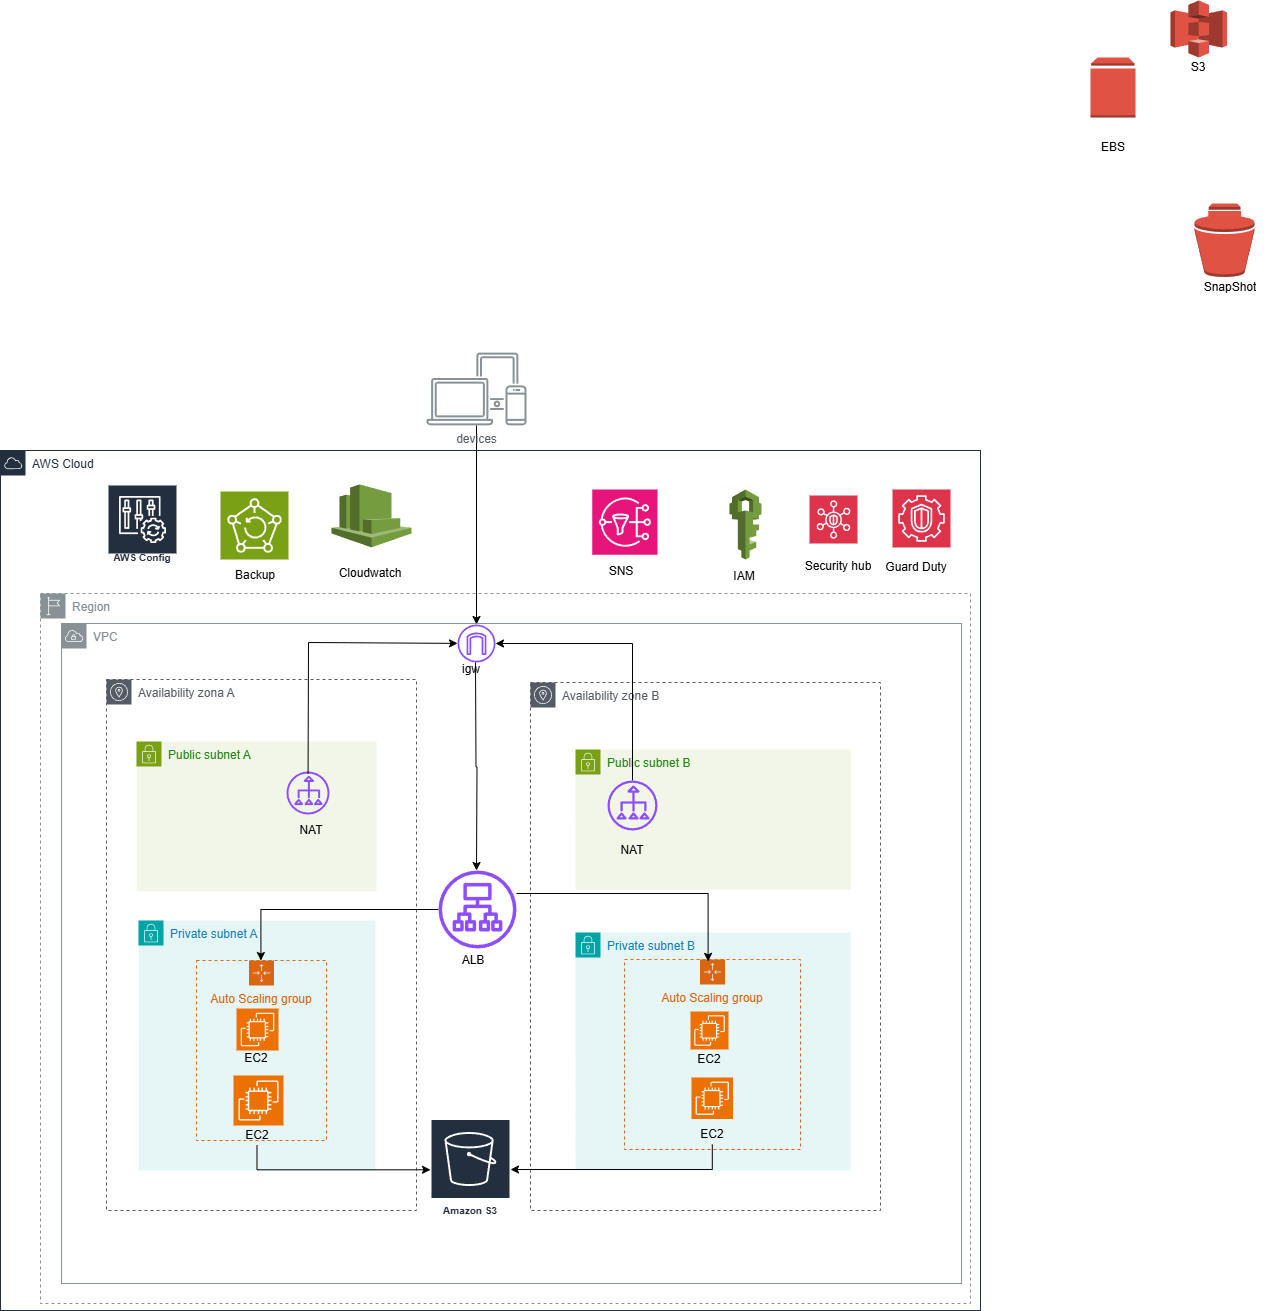 S3
EBS
SnapShot
devices
AWS Cloud
AWS Config
Backup
Cloudwatch
SNS
IAM
Security hub
Guard Duty
Region
VPC
igw
Availability zona A
Availability zone B
Public subnet A
Public subnet B
NAT
NAT
Private subnet A
Private subnet B
ALB
Auto Scaling group
Auto Scaling group
EC2
EC2
EC2
EC2
Amazon S3